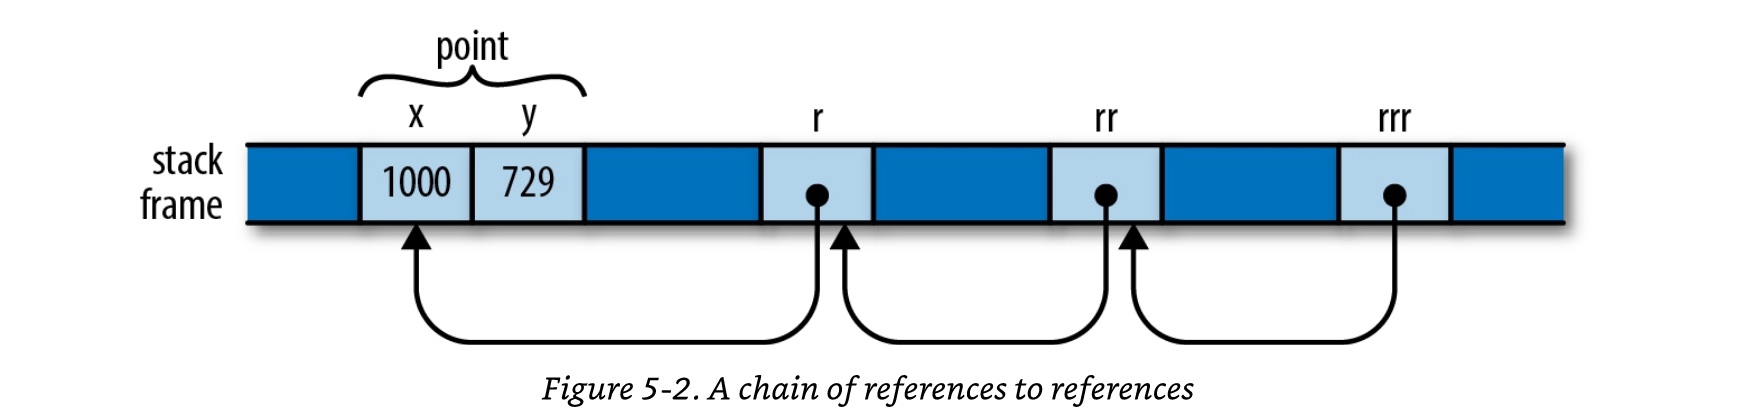 point
x y r rr rrr
stack
frame
1000 729
Figure 5-2. A chain of references to references